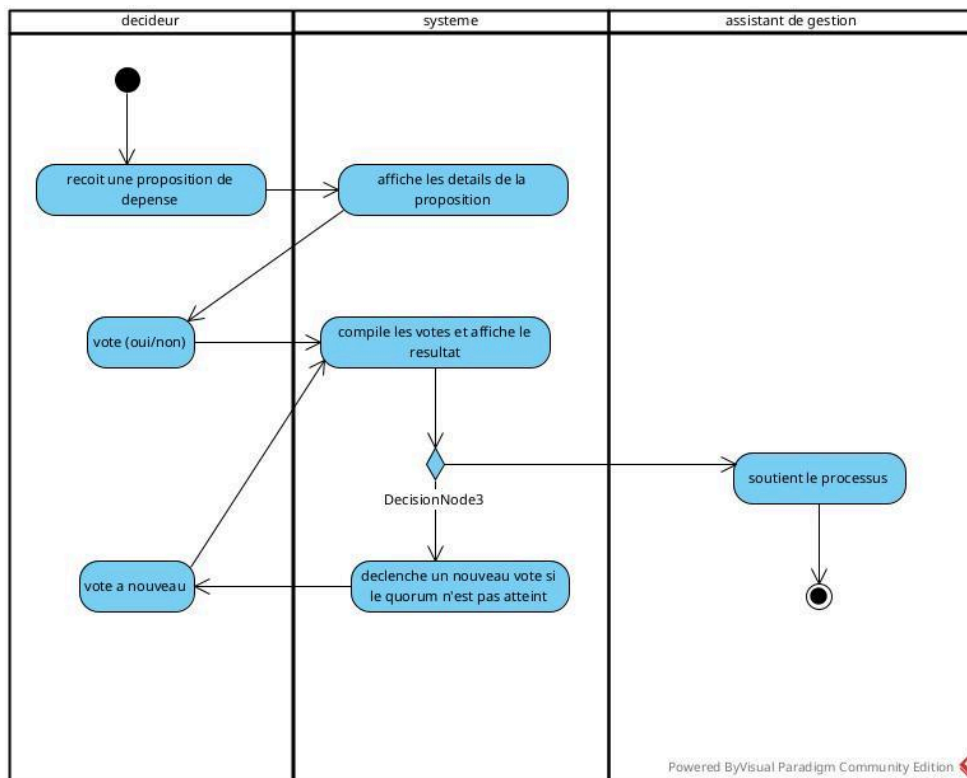 decideur
systeme
assistant de gestion
recoit une proposition de
depense
affiche les details de la
proposition
vote (oui/non)
compile les votes et affiche le
resultat
soutient le processus
DecisionNode3
vote a nouveau
declenche un nouveau vote si
le quorum n'est pas atteint
Powered ByVisual Paradigm Community Edition